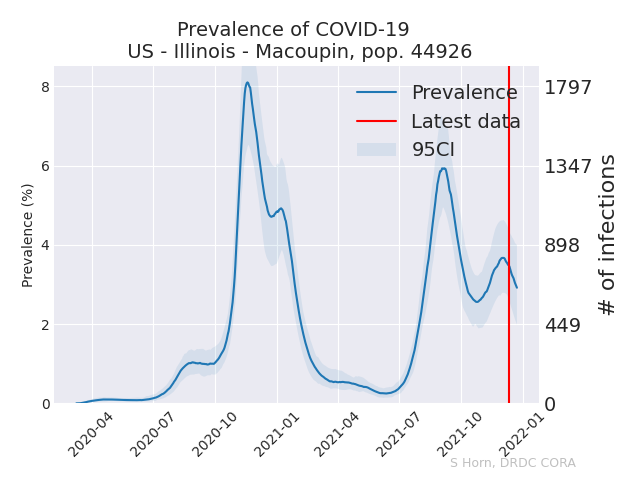 Prevalence of COVID-19
US - Illinois - Macoupin, pop. 44926
Prevalence
Latest data
95CI
8
6
4
2
0
Prevalence (%)
1797
1347
898
449
0
# of infections
2020-04
2020-07
2020-10
2021-01
2021-04
2021-07
2021-10
2022-01
S Horn, DRDC CORA